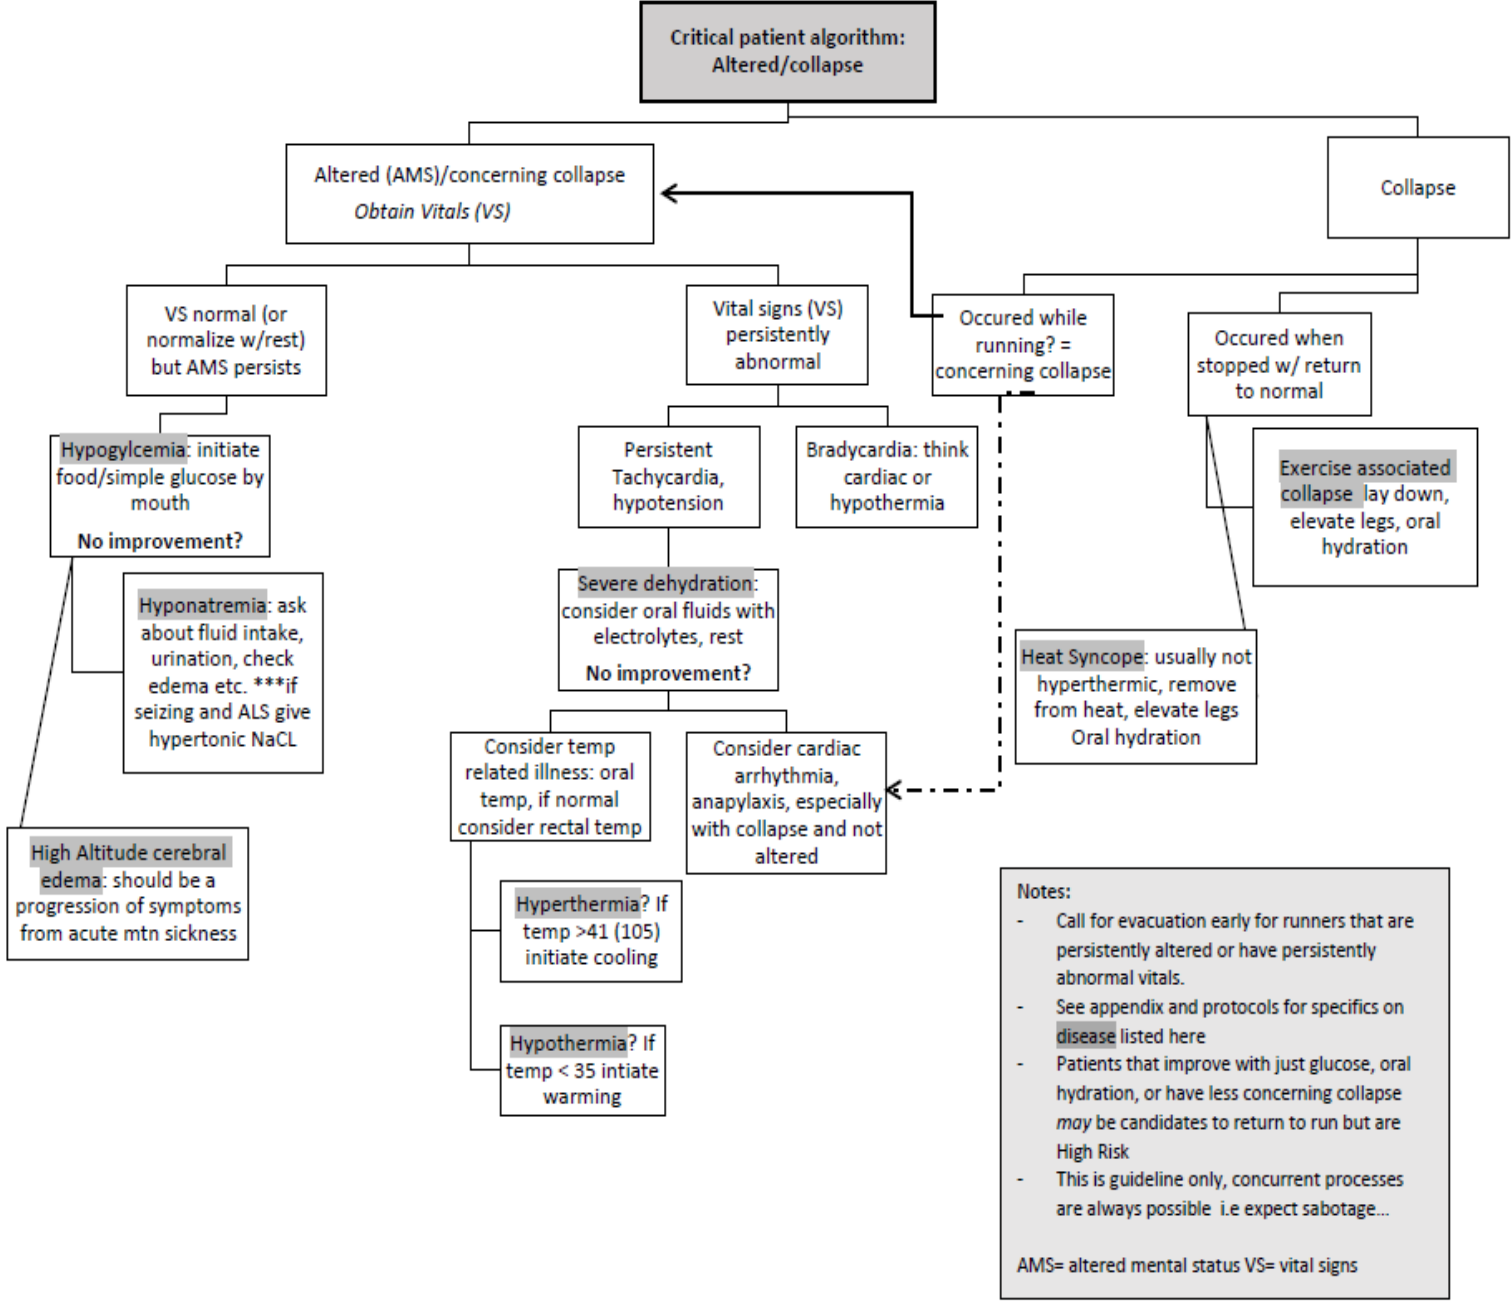 Critical patient algorithm:
Altered/collapse
Altered (AMS)/concerning collapse
Obtain Vitals (VS)
Collapse
VS normal (or
normalize w/rest)
but AMS persists
Vital signs (VS)
persistently
abnormal
Occured while
running? =
concerning collapse
Occured when
stopped w/ return
to normal
Hypogylcemia: initiate
food/simple glucose by
mouth
No improvement?
Persistent
Tachycardia,
hypotension
Bradycardia: think
cardiac or
hypothermia
Exercise associated
collapse lay down,
elevate legs, oral
hydration
Hyponatremia: ask
about fluid intake,
urination, check
edema etc. ***if
seizing and ALS give
hypertonic NaCL
Severe dehydration:
consider oral fluids with
electrolytes, rest
No improvement?
Heat Syncope: usually not
hyperthermic, remove
from heat, elevate legs
Oral hydration
Consider temp
related illness: oral
temp, if normal
consider rectal temp
Consider cardiac
arrhythmia,
anapylaxis, especially
with collapse and not
altered
High Altitude cerebral
edema: should be a
progression of symptoms
from acute mtn sickness
Hyperthermia? If
temp >41 (105)
initiate cooling
Hypothermia? If
temp < 35 intiate
warming
Notes:
- Call for evacuation early for runners that are
persistently altered or have persistently
abnormal vitals.
- See appendix and protocols for specifics on
disease listed here
- Patients that improve with just glucose, oral
hydration, or have less concerning collapse
may be candidates to return to run but are
High Risk
- This is guideline only, concurrent processes
are always possible i.e expect sabotage...
AMS= altered mental status VS= vital signs